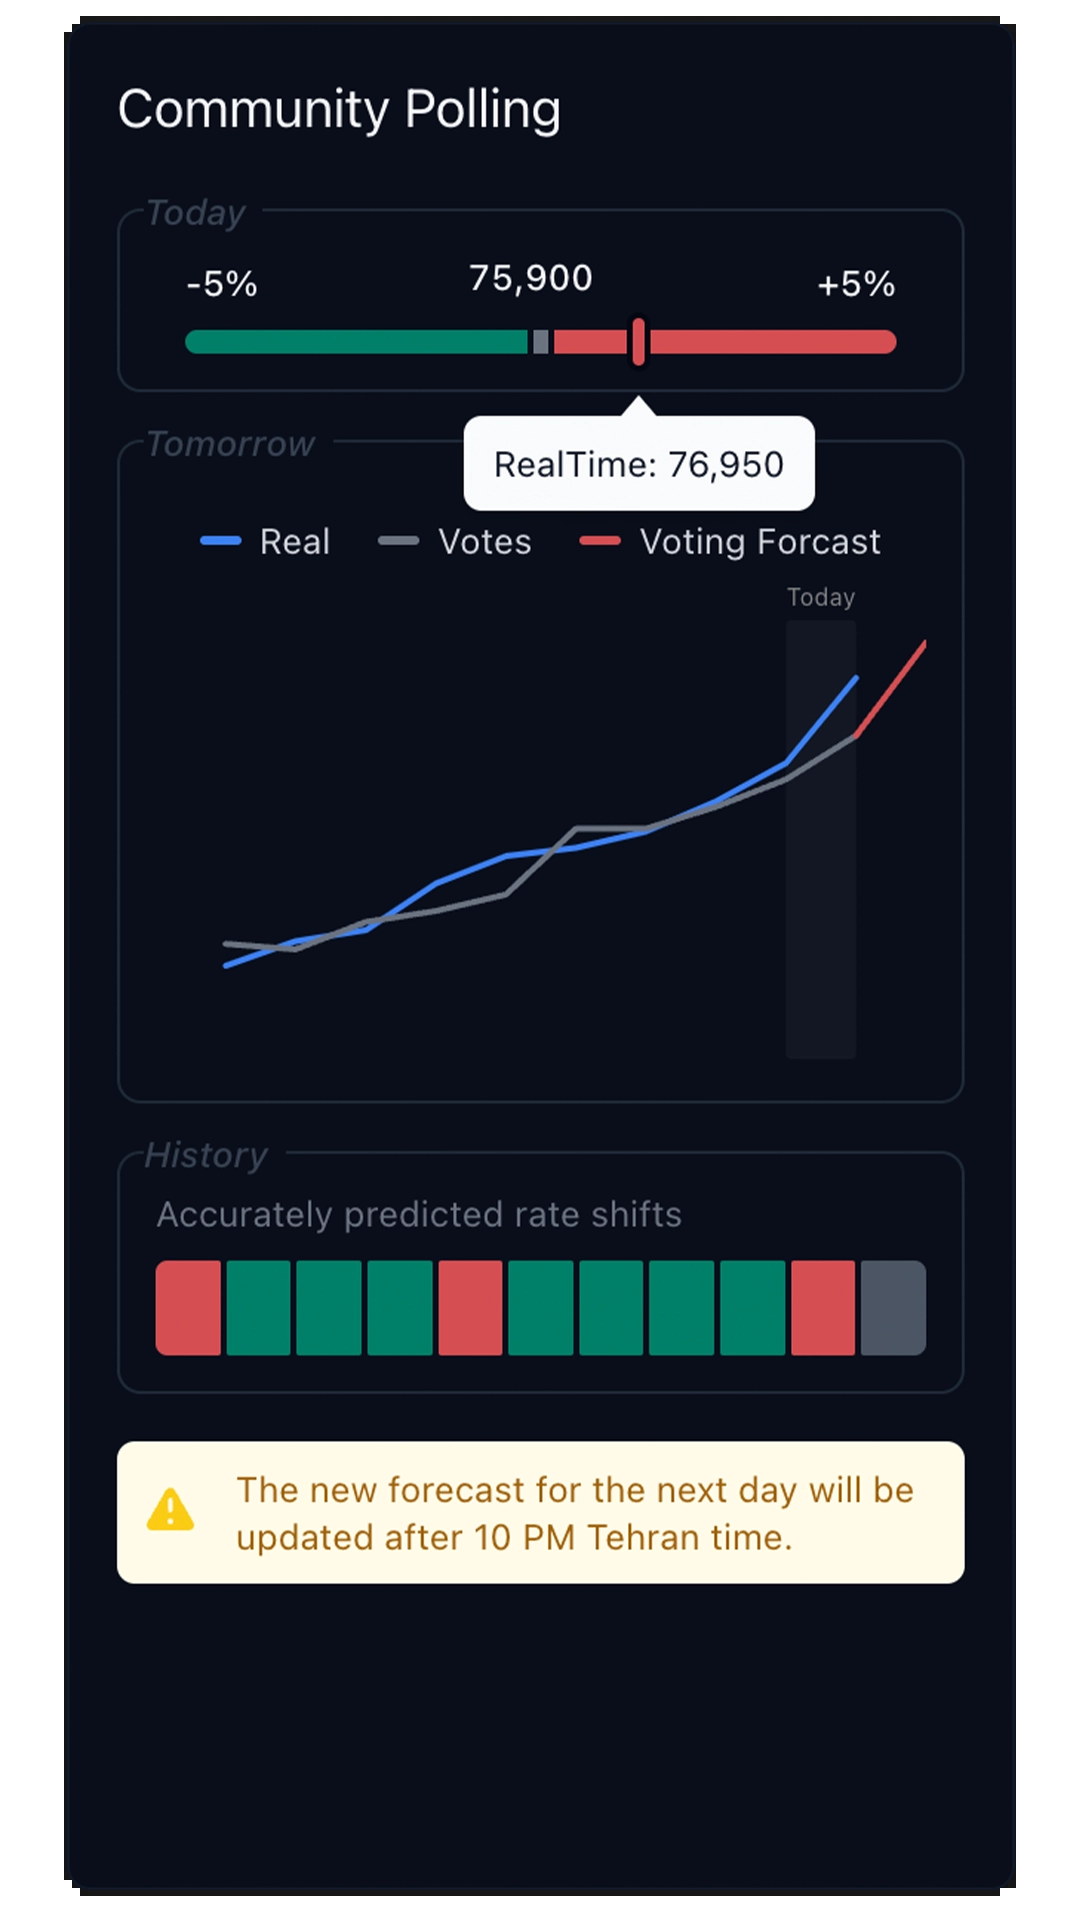 Community Polling
Today
-5%
75,900
+5%
RealTime: 76,950
Tomorrow
Real
Votes
Voting Forcast
Today
History
Accurately predicted rate shifts
The new forecast for the next day will be
updated after 10 PM Tehran time.